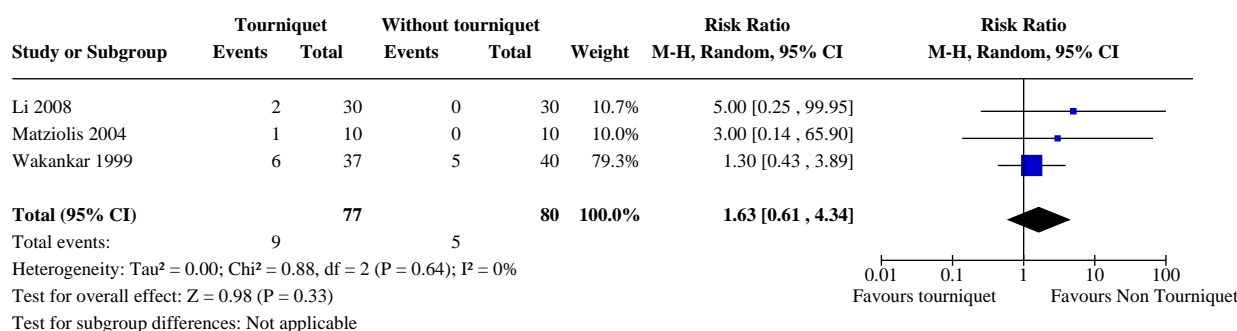 Tourniquet Without tourniquet Risk Ratio Risk Ratio
Study or Subgroup Events Total Events Total Weight M-H, Random, 95% CI M-H, Random, 95% CI
Li 2008 2 30 0 30 10.7% 5.00 [0.25 , 99.95]
Matziolis 2004 1 10 0 10 10.0% 3.00 [0.14 , 65.90]
Wakankar 1999 6 37 5 40 79.3% 1.30 [0.43 , 3.89]
Total (95% CI) 77 80 100.0% 1.63 [0.61 , 4.34]
Total events: 9 5
Heterogeneity: Tau² = 0.00; Chi² = 0.88, df = 2 (P = 0.64); I² = 0%
0.01 0.1 1 10 100
Test for overall effect: Z = 0.98 (P = 0.33)
Favours tourniquet Favours Non Tourniquet
Test for subgroup differences: Not applicable